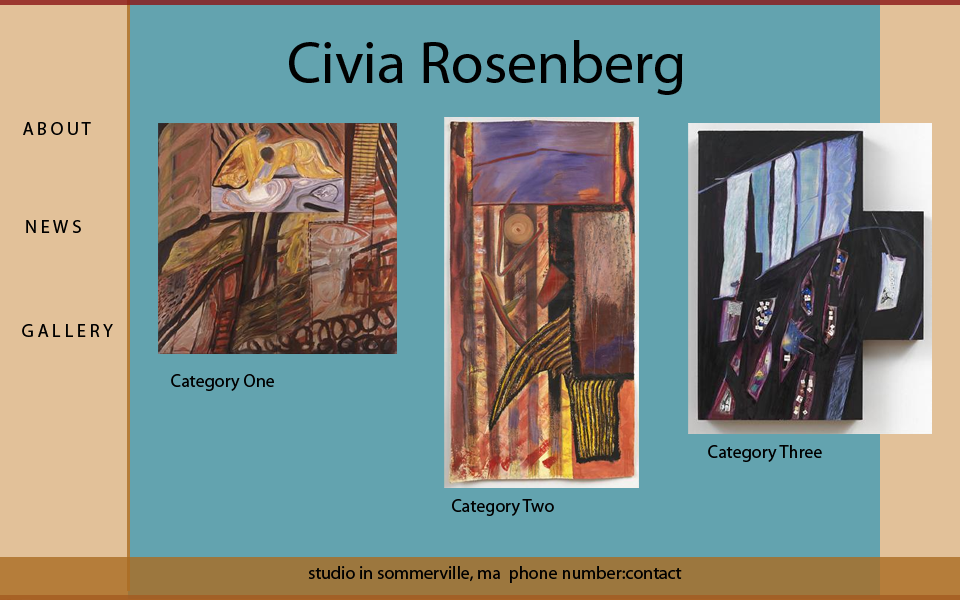 Civia Rosenberg
ABOUT
NEWS
GALLERY
Category One
Category Two
Category Three
studio in sommerville, ma phone number:contact